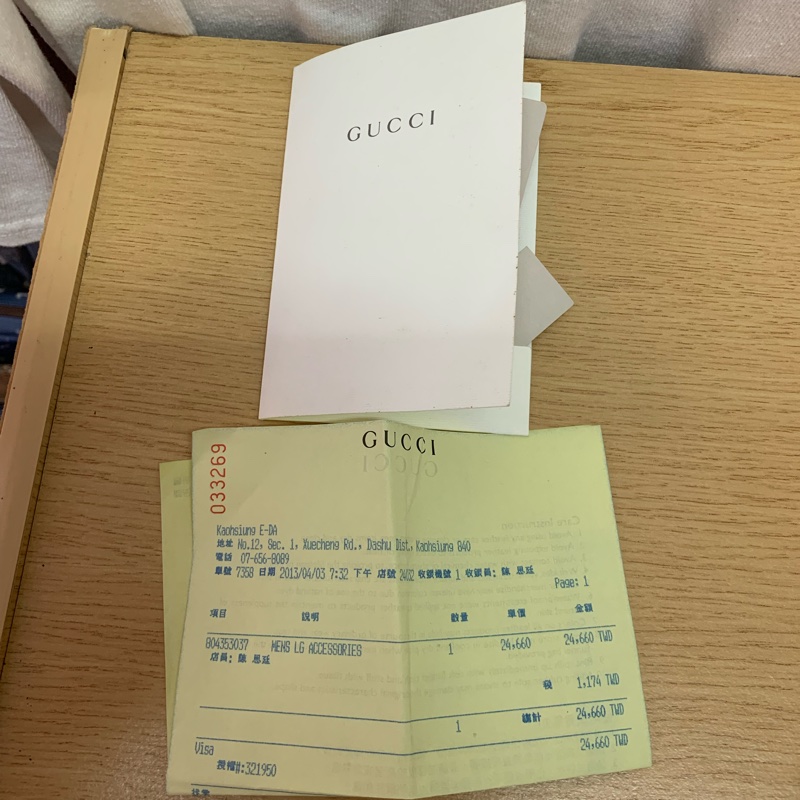 GUCCI
GUCCI
033269
Kaohsiung E-DA
地址 No.12, Sec. 1, Xuecheng Rd., Dashu Dist, Kaohsiung 840
電話 07-656-8089
單號 7358 日期 2013/04/03 7:32 下午 店號 2402 收銀機號 1 收銀員: 陳 思廷
Page: 1
項目 說明 數量 單價 金額
804353037 MENS LG ACCESSORIES 1 24,660 24,660 TWD
店員: 陳 思廷
稅 1,174 TWD
1 總計 24,660 TWD
24,660 TWD
Visa
授權#:321950